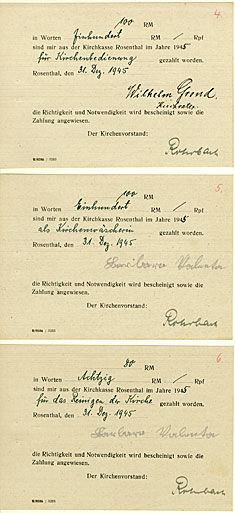 4.
100 RM
in Worten Einhundert RM — / Rpf
sind mir aus der Kirchkasse Rosenthal im Jahre 1945
für Kirchenbedienung gezahlt worden.
Rosenthal, den 31. Dez. 1945
Wilhelm Grund,
die Richtigkeit und Notwendigkeit wird bescheinigt sowie die
Zahlung angewiesen.
Der Kirchenvorstand:
Rohrbach
5.
100
in Worten Einhundert RM — / Rpf
sind mir aus der Kirchkasse Rosenthal im Jahre 1945
als Kirchenwäscherin gezahlt worden.
Rosenthal, den 31. Dez. 1945
Barbara
die Richtigkeit und Notwendigkeit wird bescheinigt sowie die
Zahlung angewiesen.
Der Kirchenvorstand:
Rohrbach
6
80 RM
in Worten Achtzig RM — / Rpf
sind mir aus der Kirchkasse Rosenthal im Jahre 1945
für das Reinigen der Kirche gezahlt worden.
Rosenthal, den 31. Dez. 1945
Barbara
die Richtigkeit und Notwendigkeit wird bescheinigt sowie die
Zahlung angewiesen.
Der Kirchenvorstand:
Rohrbach